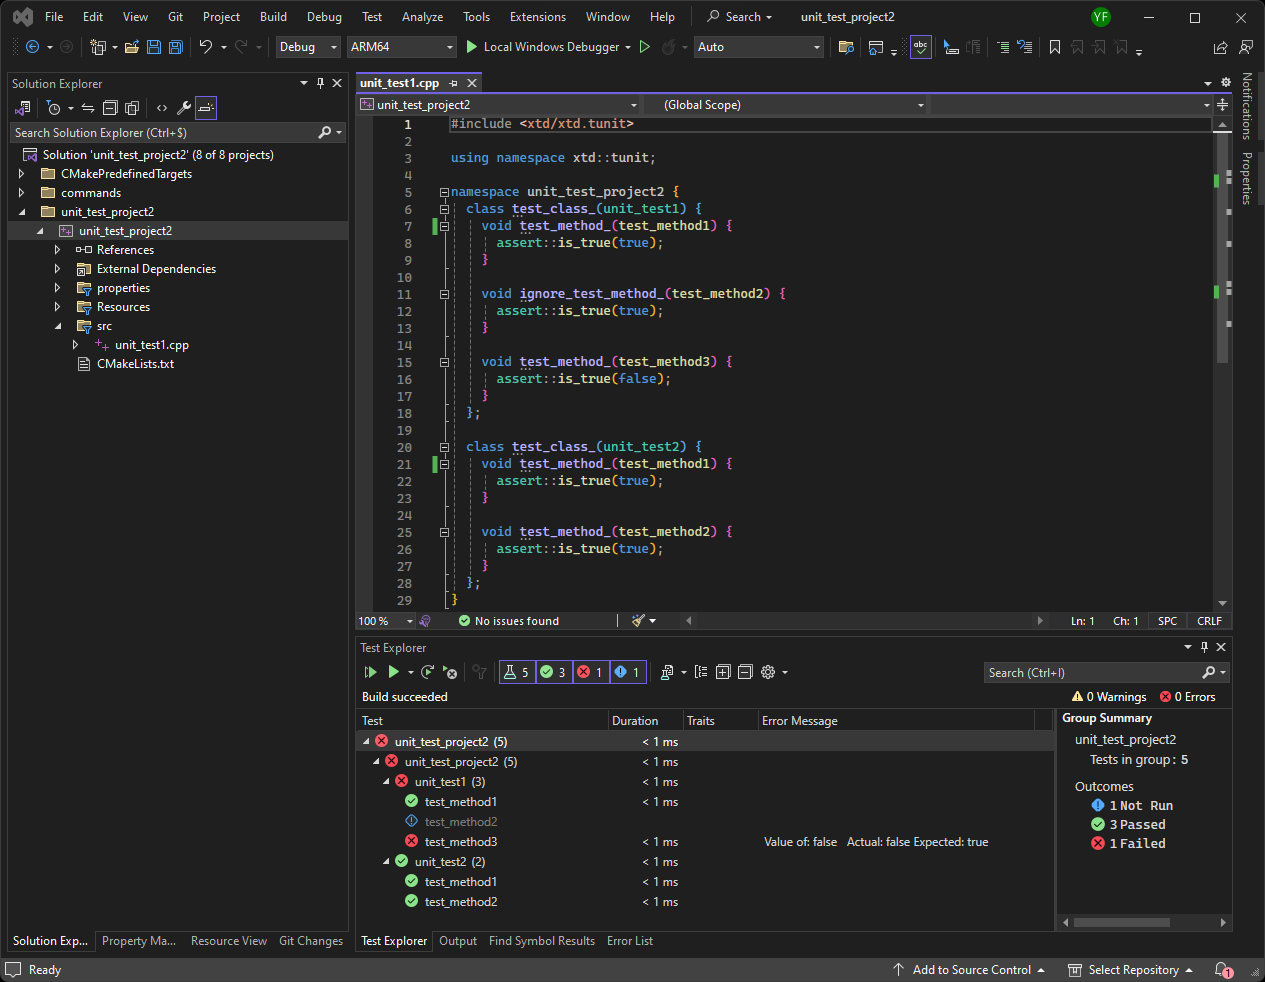 File Edit View Git Project Build Debug Test Analyze Tools Extensions Window Help Search unit_test_project2 YF
Debug ARM64 Local Windows Debugger Auto abc
Solution Explorer
Search Solution Explorer (Ctrl+$)
Solution 'unit_test_project2' (8 of 8 projects)
CMakePredefinedTargets
commands
unit_test_project2
unit_test_project2
References
External Dependencies
properties
Resources
src
unit_test1.cpp
CMakeLists.txt
Solution Exp... Property Ma... Resource View Git Changes
unit_test1.cpp
unit_test_project2 (Global Scope)
1 #include <xtd/xtd.tunit>
2
3 using namespace xtd::tunit;
4
5 namespace unit_test_project2 {
6 class test_class_(unit_test1) {
7 void test_method_(test_method1) {
8 assert::is_true(true);
9 }
10
11 void ignore_test_method_(test_method2) {
12 assert::is_true(true);
13 }
14
15 void test_method_(test_method3) {
16 assert::is_true(false);
17 }
18 };
19
20 class test_class_(unit_test2) {
21 void test_method_(test_method1) {
22 assert::is_true(true);
23 }
24
25 void test_method_(test_method2) {
26 assert::is_true(true);
27 }
28 };
29 }
100 % No issues found Ln: 1 Ch: 1 SPC CRLF
Notifications
Properties
Test Explorer
5 3 1 1 Search (Ctrl+I)
Build succeeded 0 Warnings 0 Errors
Test Duration Traits Error Message
unit_test_project2 (5) < 1 ms
unit_test_project2 (5) < 1 ms
unit_test1 (3) < 1 ms
test_method1 < 1 ms
test_method2
test_method3 < 1 ms Value of: false Actual: false Expected: true
unit_test2 (2) < 1 ms
test_method1 < 1 ms
test_method2 < 1 ms
Group Summary
unit_test_project2
Tests in group: 5
Outcomes
1 Not Run
3 Passed
1 Failed
Test Explorer Output Find Symbol Results Error List
Ready Add to Source Control Select Repository 1